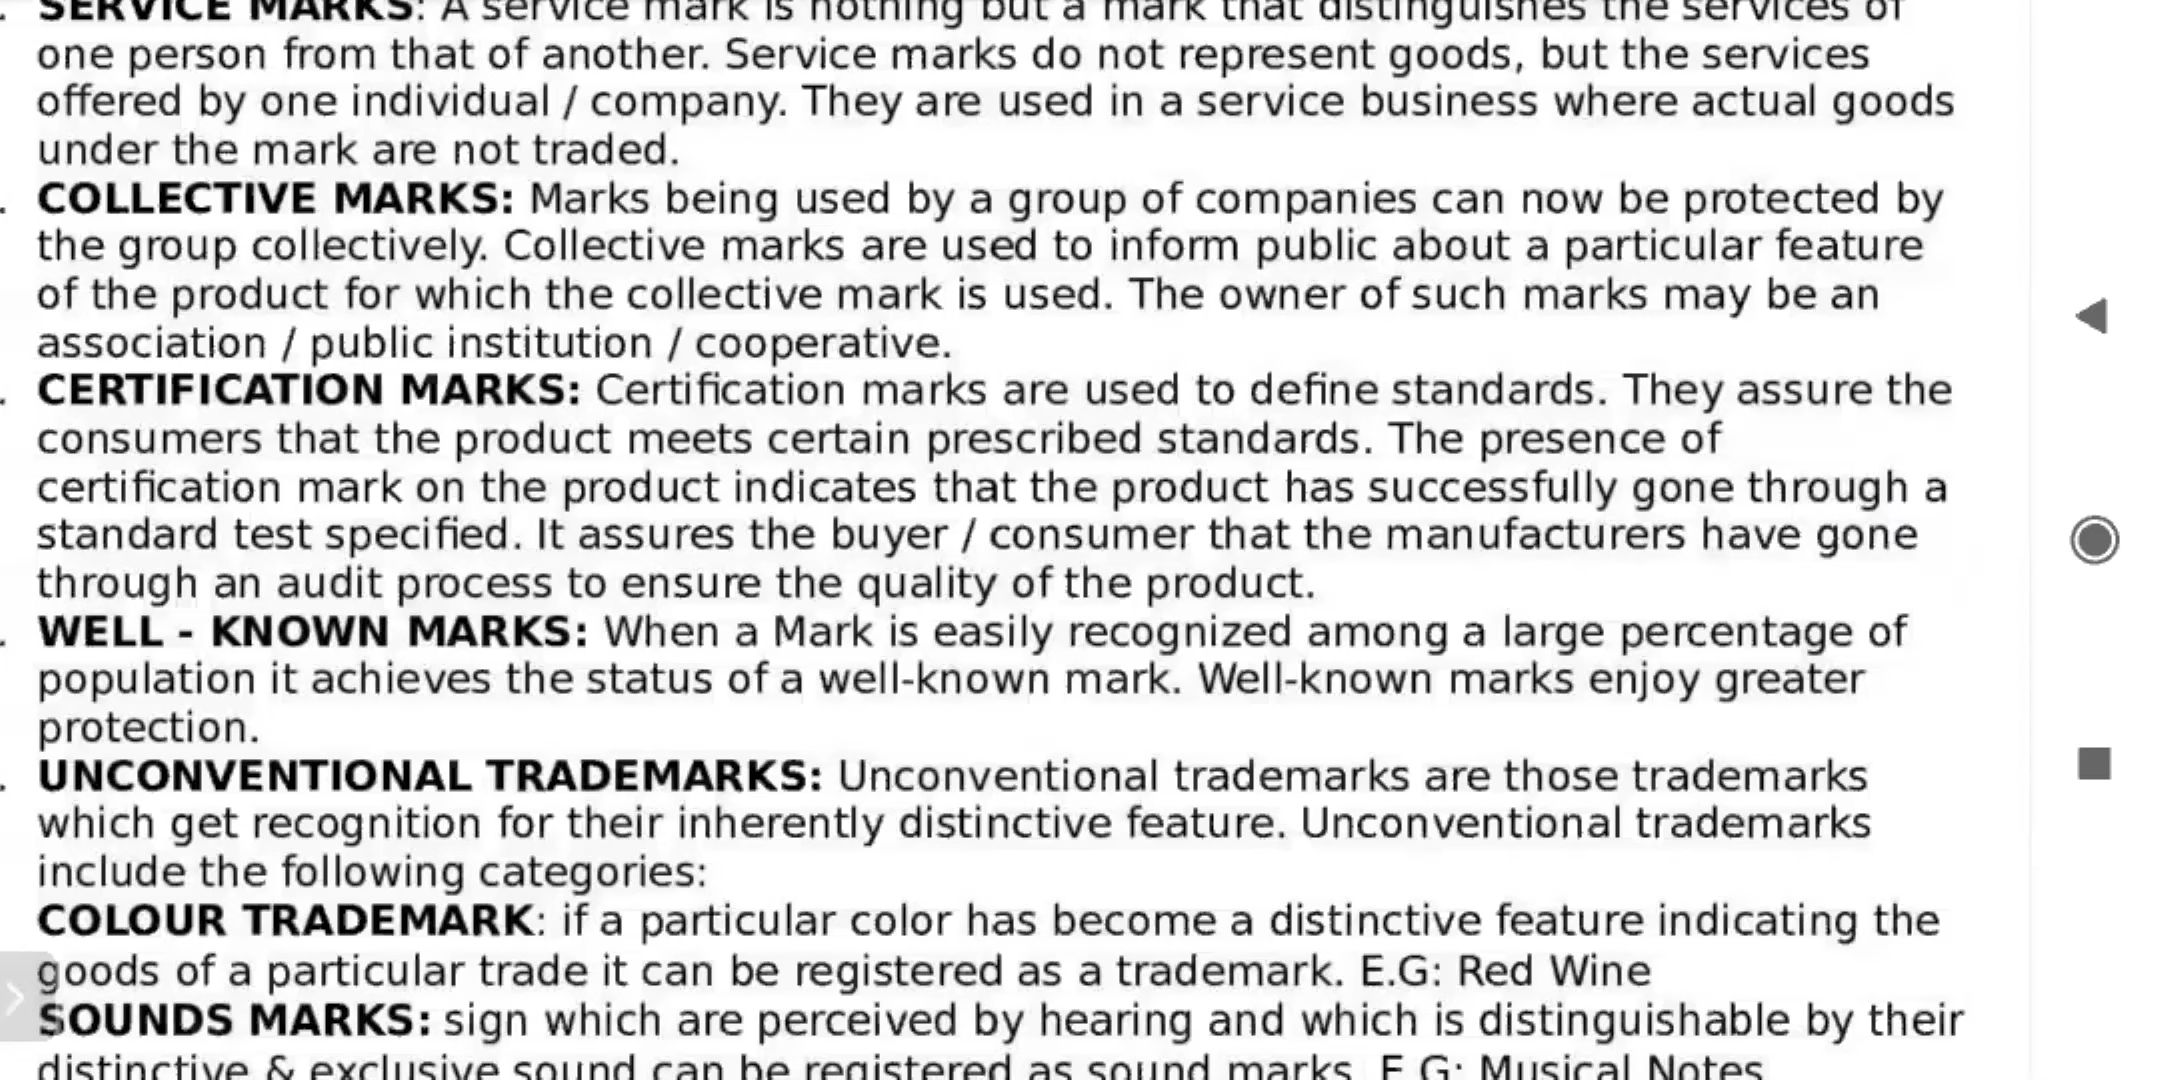 . SERVICE MARKS: A service mark is nothing but a mark that distinguishes the services of
one person from that of another. Service marks do not represent goods, but the services
offered by one individual / company. They are used in a service business where actual goods
under the mark are not traded.
. COLLECTIVE MARKS: Marks being used by a group of companies can now be protected by
the group collectively. Collective marks are used to inform public about a particular feature
of the product for which the collective mark is used. The owner of such marks may be an
association / public institution / cooperative.
. CERTIFICATION MARKS: Certification marks are used to define standards. They assure the
consumers that the product meets certain prescribed standards. The presence of
certification mark on the product indicates that the product has successfully gone through a
standard test specified. It assures the buyer / consumer that the manufacturers have gone
through an audit process to ensure the quality of the product.
. WELL - KNOWN MARKS: When a Mark is easily recognized among a large percentage of
population it achieves the status of a well-known mark. Well-known marks enjoy greater
protection.
. UNCONVENTIONAL TRADEMARKS: Unconventional trademarks are those trademarks
which get recognition for their inherently distinctive feature. Unconventional trademarks
include the following categories:
COLOUR TRADEMARK: if a particular color has become a distinctive feature indicating the
goods of a particular trade it can be registered as a trademark. E.G: Red Wine
SOUNDS MARKS: sign which are perceived by hearing and which is distinguishable by their
distinctive & exclusive sound can be registered as sound marks. E.G: Musical Notes